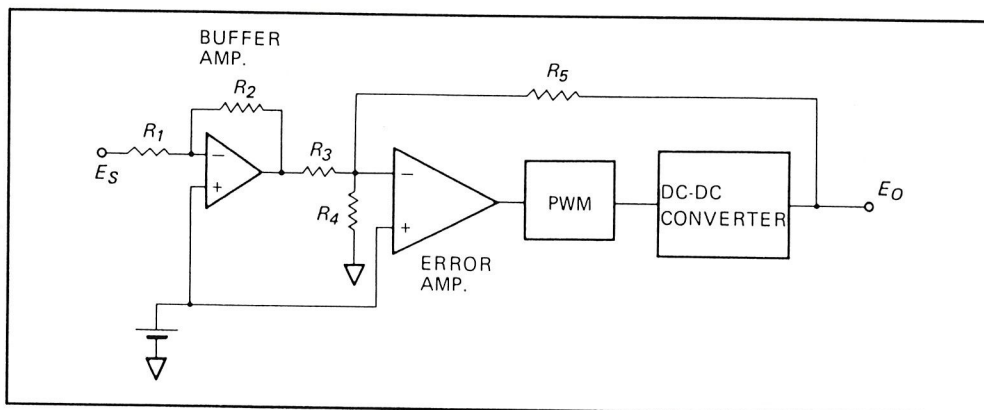 BUFFER
AMP.
R2
R5
R1
R3
−
−
ES
+
R4
PWM
DC-DC
CONVERTER
EO
+
ERROR
AMP.